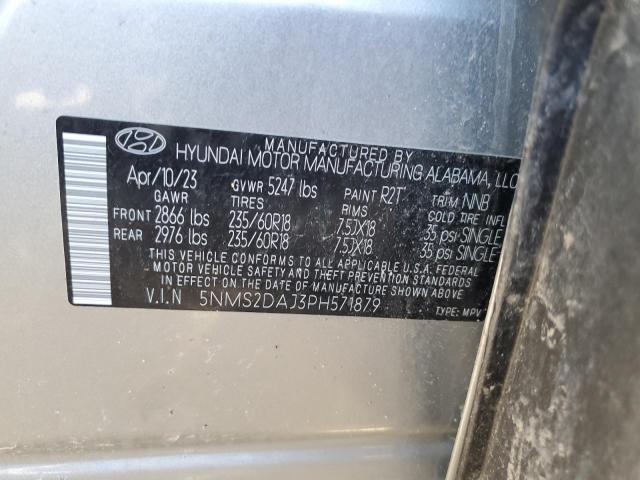 MANUFACTURED BY
HYUNDAI MOTOR MANUFACTURING ALABAMA, LLC
Apr/10/23 GVWR 5247 lbs PAINT R2T TRIM NNB
GAWR TIRES RIMS COLD TIRE INFL
FRONT 2866 lbs 235/60R18 7.5JX18 35 psi SINGLE
REAR 2976 lbs 235/60R18 7.5JX18 35 psi SINGLE
THIS VEHICLE CONFORMS TO ALL APPLICABLE U.S.A. FEDERAL
MOTOR VEHICLE SAFETY AND THEFT PREVENTION STANDARDS
IN EFFECT ON THE DATE OF MANUFACTURE SHOWN ABOVE.
V.I.N 5NMS2DAJ3PH571879 TYPE: MPV